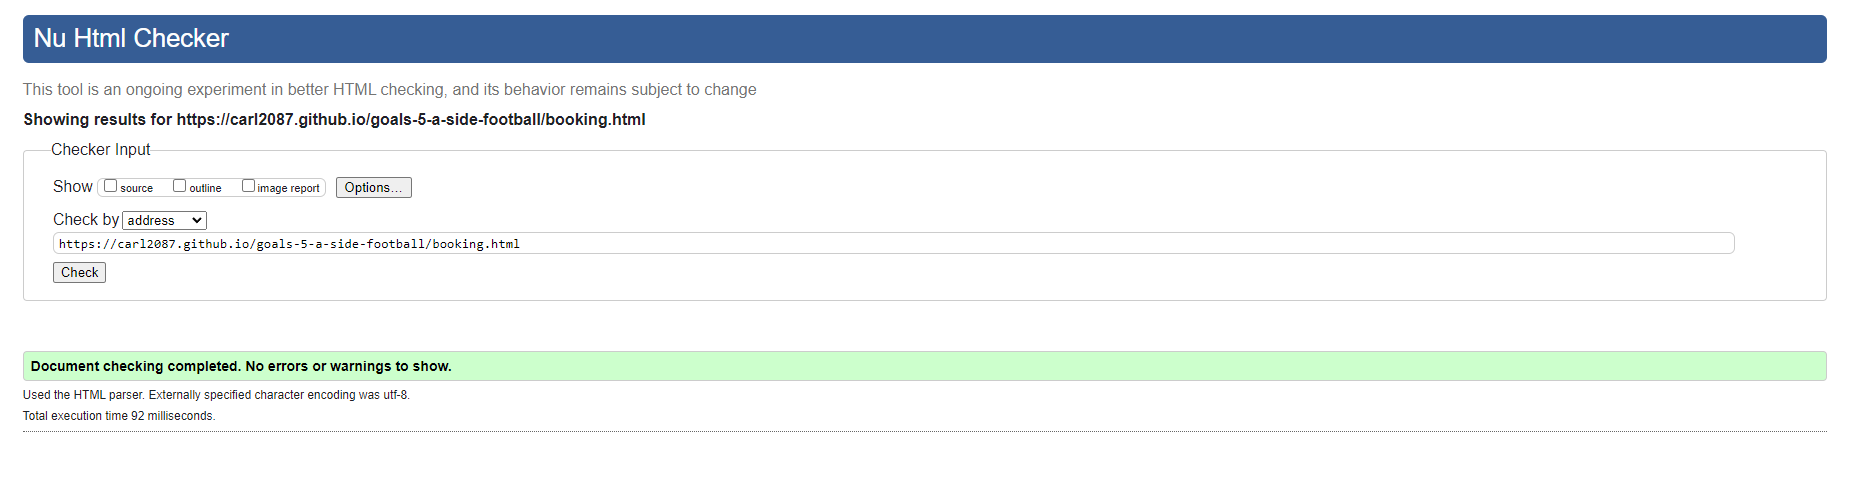 Nu Html Checker
This tool is an ongoing experiment in better HTML checking, and its behavior remains subject to change
Showing results for https://carl2087.github.io/goals-5-a-side-football/booking.html
Checker Input
Show source outline image report Options...
Check by address
https://carl2087.github.io/goals-5-a-side-football/booking.html
Check
Document checking completed. No errors or warnings to show.
Used the HTML parser. Externally specified character encoding was utf-8.
Total execution time 92 milliseconds.